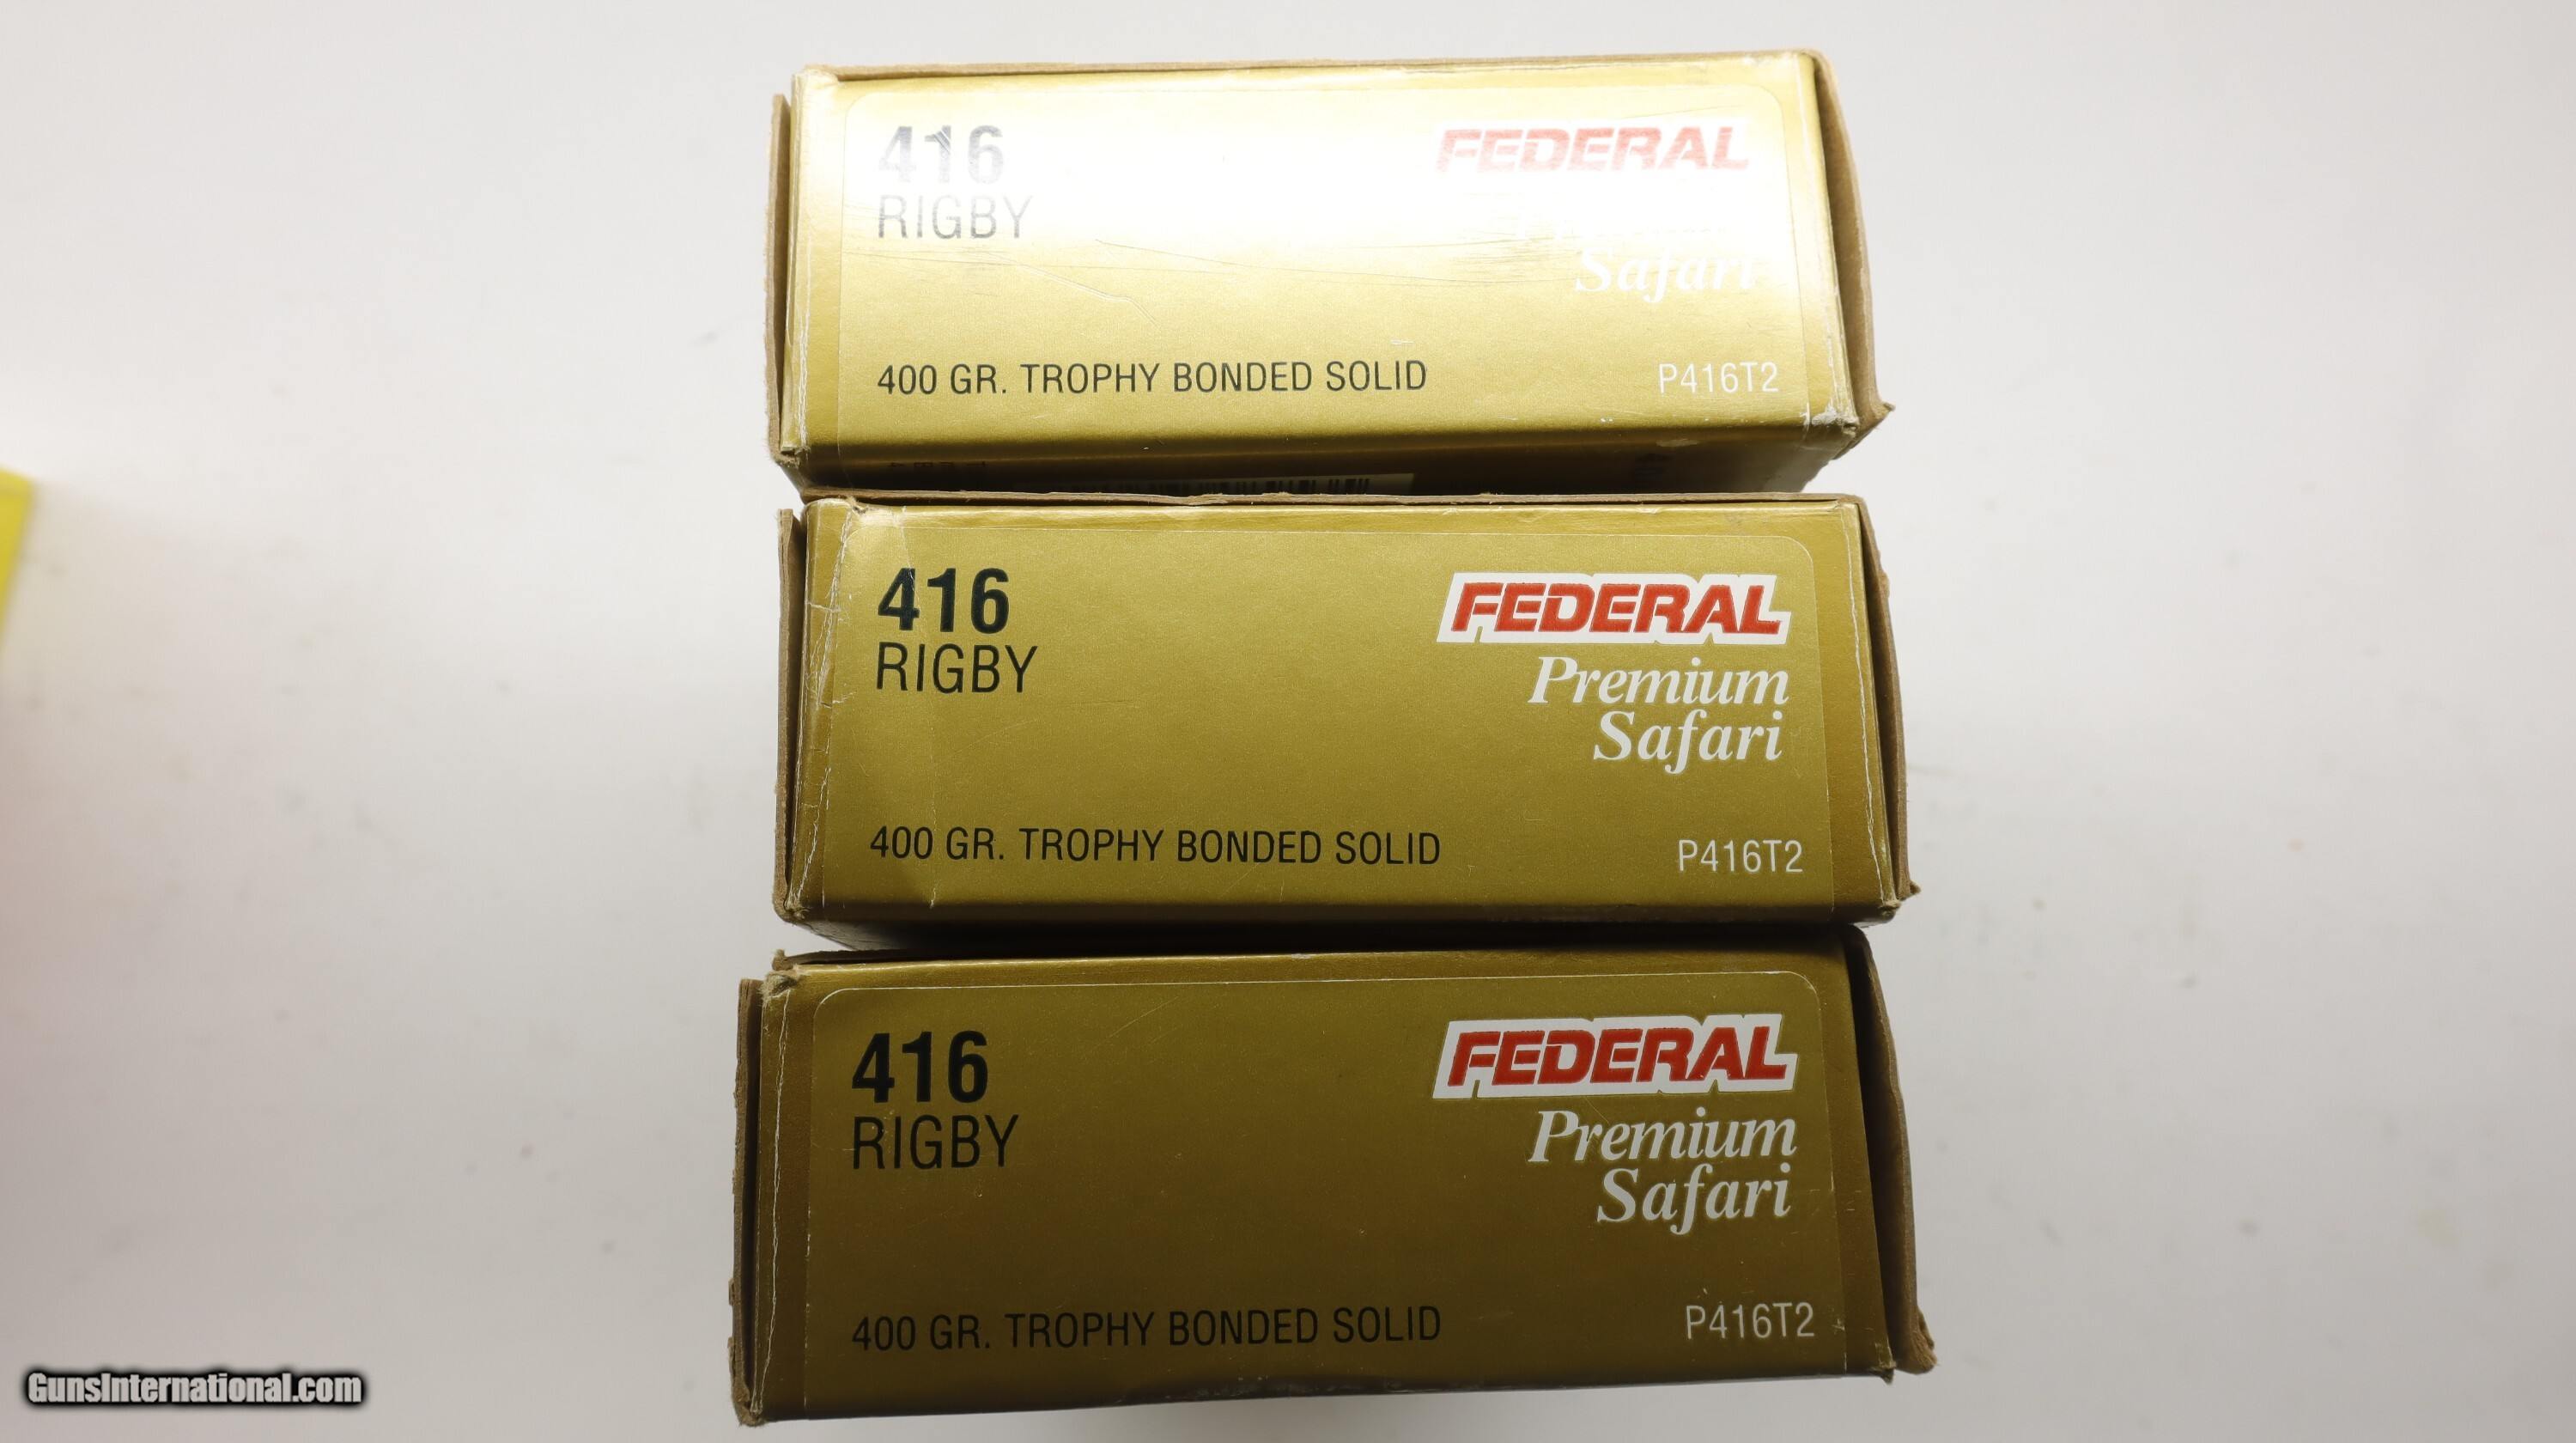 416
RIGBY
FEDERAL
Safari
400 GR. TROPHY BONDED SOLID
P416T2
416
RIGBY
FEDERAL
Premium
Safari
400 GR. TROPHY BONDED SOLID
P416T2
416
RIGBY
FEDERAL
Premium
Safari
400 GR. TROPHY BONDED SOLID
P416T2
GunsInternational.com